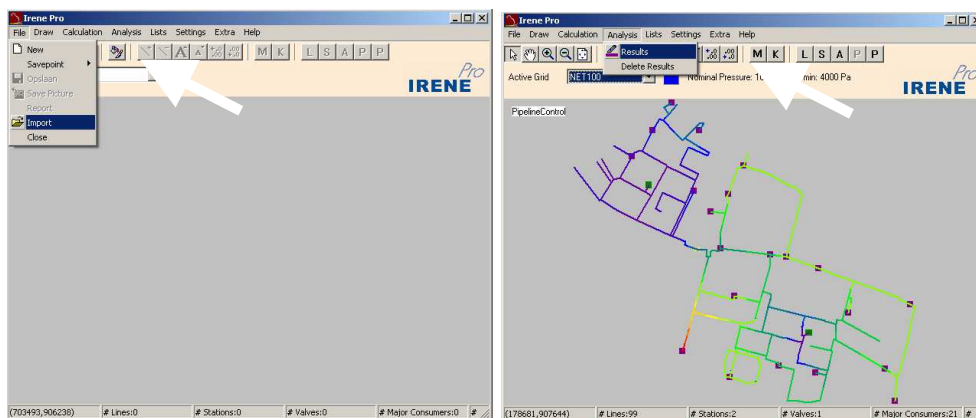 Irene Pro
File Draw Calculation Analysis Lists Settings Extra Help
New
Savepoint
Opslaan
Save Picture
Report
Import
Close
M K L S A P P
IRENE Pro
(703493,906238) # Lines:0 # Stations:0 # Valves:0 # Major Consumers:0 #
Irene Pro
File Draw Calculation Analysis Lists Settings Extra Help
Results
Delete Results
M K L S A P P
Active Grid NET100 Nominal Pressure: 10 min: 4000 Pa
IRENE Pro
PipelineControl
(178681,907644) # Lines:99 # Stations:2 # Valves:1 # Major Consumers:21 #